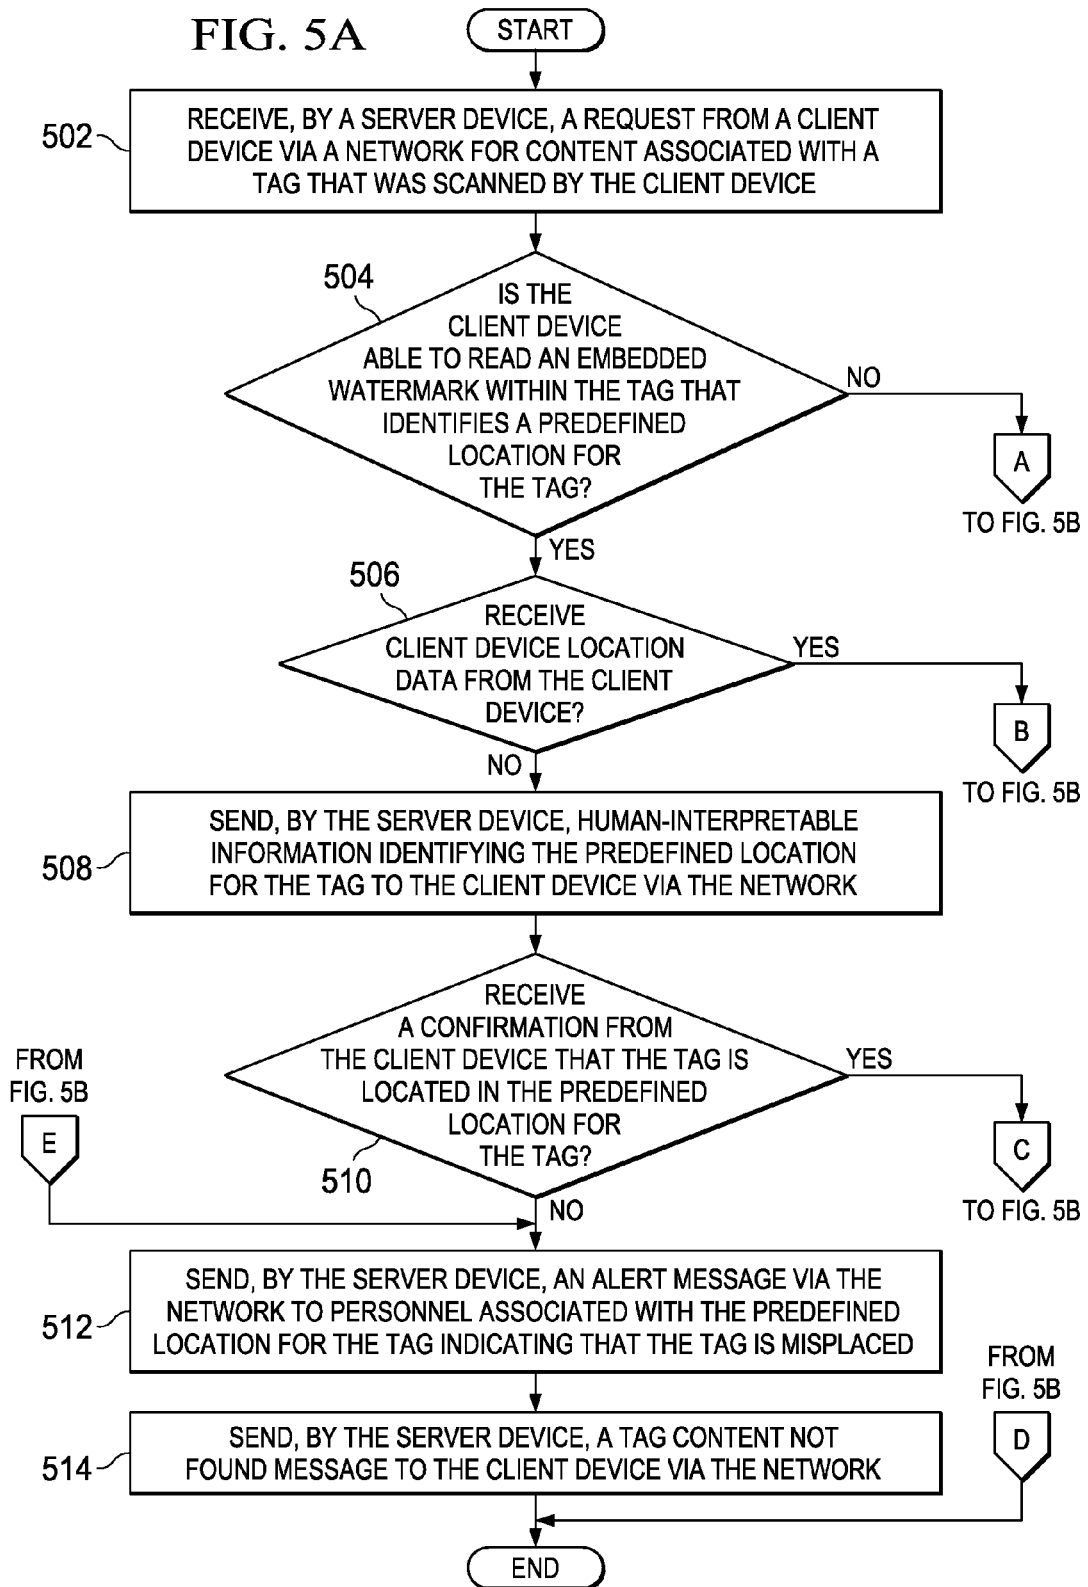 FIG. 5A
START
502
RECEIVE, BY A SERVER DEVICE, A REQUEST FROM A CLIENT
DEVICE VIA A NETWORK FOR CONTENT ASSOCIATED WITH A
TAG THAT WAS SCANNED BY THE CLIENT DEVICE
504
IS THE
CLIENT DEVICE
ABLE TO READ AN EMBEDDED
WATERMARK WITHIN THE TAG THAT
IDENTIFIES A PREDEFINED
LOCATION FOR
THE TAG?
NO
A
TO FIG. 5B
YES
506
RECEIVE
CLIENT DEVICE LOCATION
DATA FROM THE CLIENT
DEVICE?
YES
B
TO FIG. 5B
NO
508
SEND, BY THE SERVER DEVICE, HUMAN-INTERPRETABLE
INFORMATION IDENTIFYING THE PREDEFINED LOCATION
FOR THE TAG TO THE CLIENT DEVICE VIA THE NETWORK
RECEIVE
A CONFIRMATION FROM
THE CLIENT DEVICE THAT THE TAG IS
LOCATED IN THE PREDEFINED
LOCATION FOR
THE TAG?
510
YES
C
TO FIG. 5B
FROM
FIG. 5B
E
NO
512
SEND, BY THE SERVER DEVICE, AN ALERT MESSAGE VIA THE
NETWORK TO PERSONNEL ASSOCIATED WITH THE PREDEFINED
LOCATION FOR THE TAG INDICATING THAT THE TAG IS MISPLACED
FROM
FIG. 5B
D
514
SEND, BY THE SERVER DEVICE, A TAG CONTENT NOT
FOUND MESSAGE TO THE CLIENT DEVICE VIA THE NETWORK
END